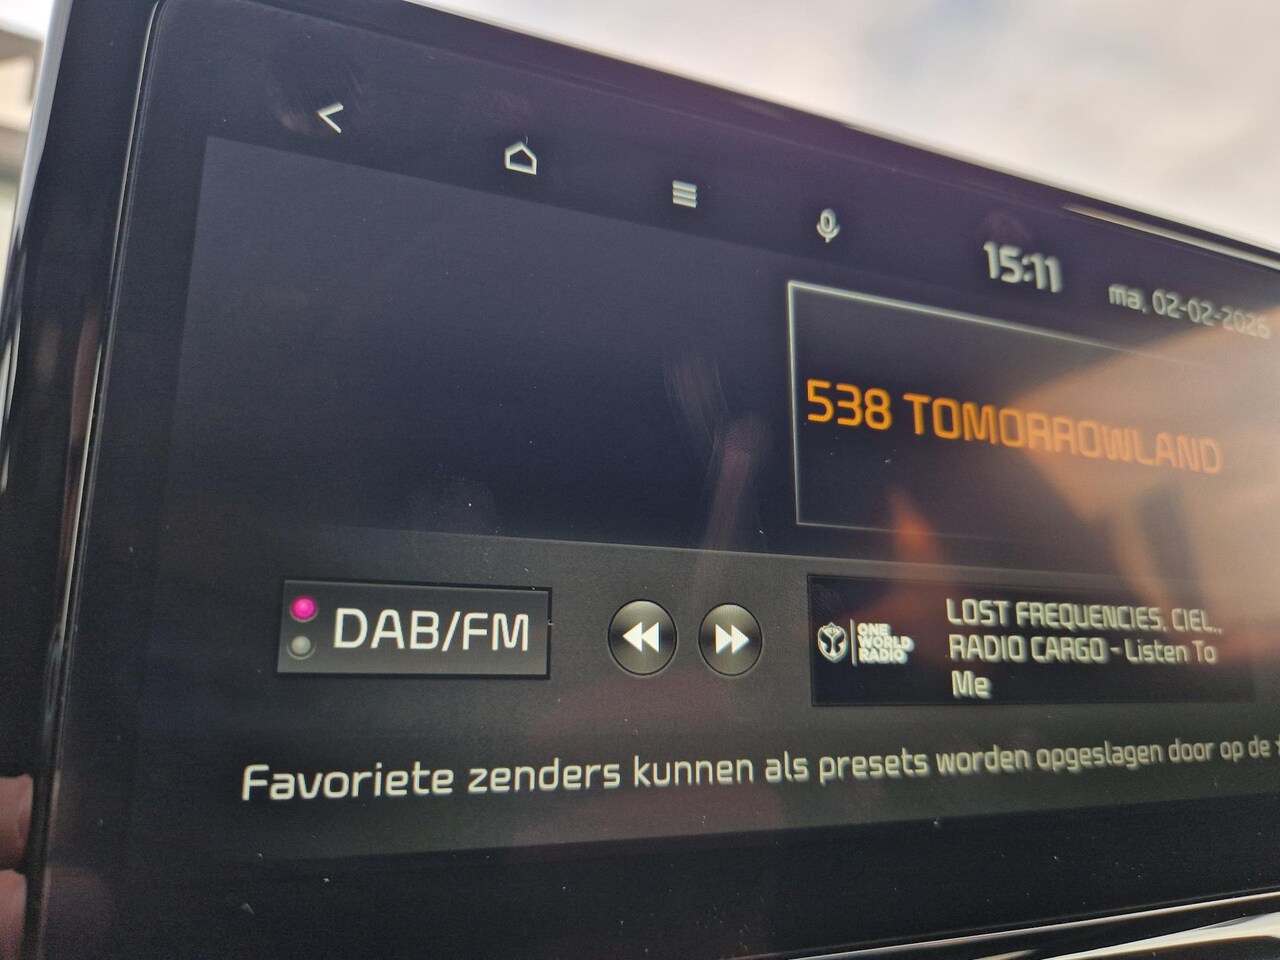 15:11
ma, 02-02-2026
538 TOMORROWLAND
DAB/FM
ONE
WORLD
RADIO
LOST FREQUENCIES, CIEL..
RADIO CARGO - Listen To
Me
Favoriete zenders kunnen als presets worden opgeslagen door op de